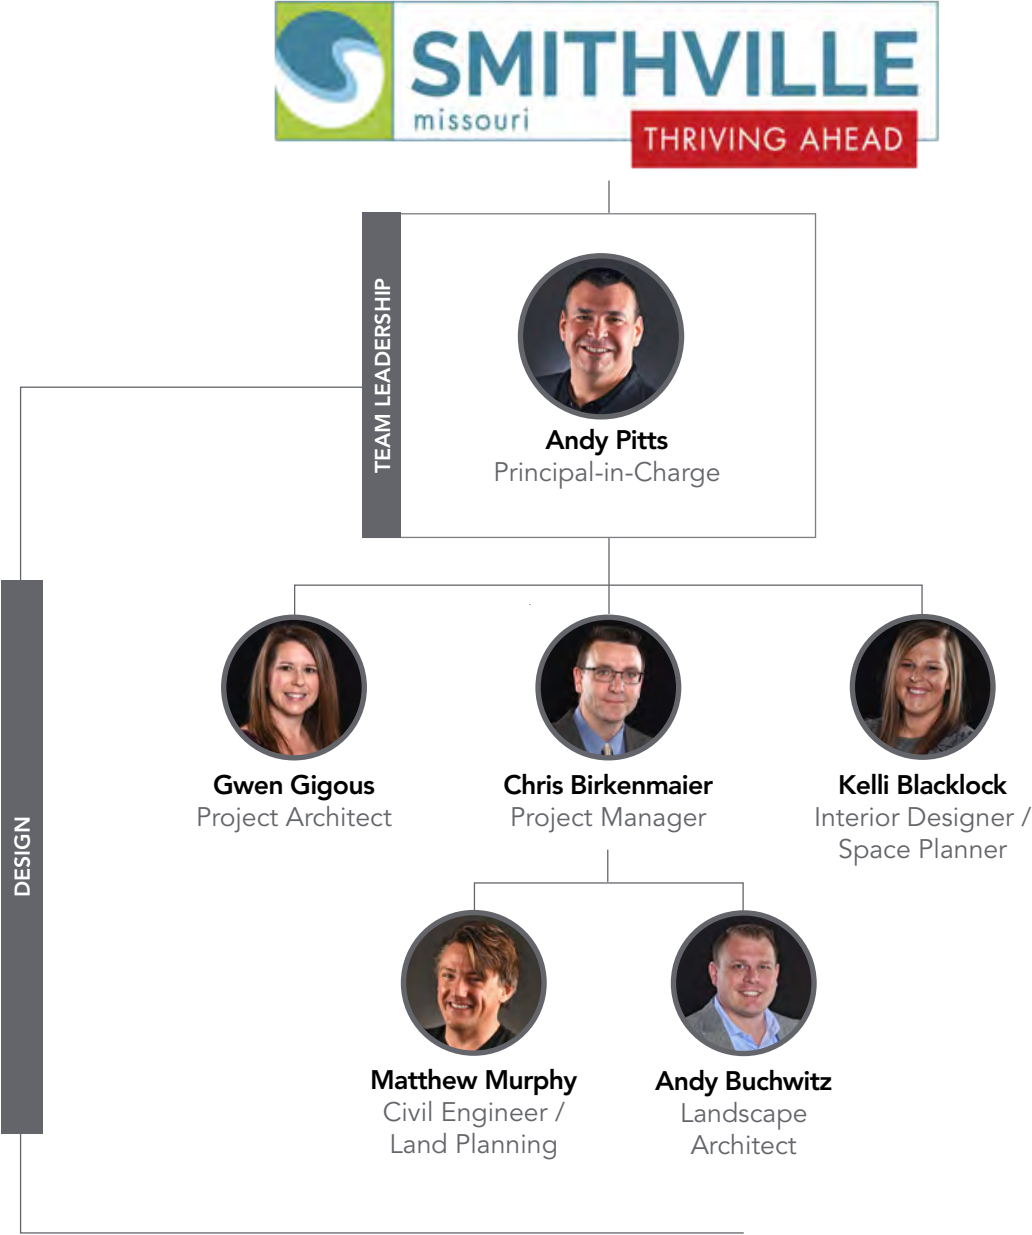 SMITHVILLE
missouri
THRIVING AHEAD
TEAM LEADERSHIP
Andy Pitts
Principal-in-Charge
DESIGN
Gwen Gigous
Project Architect
Chris Birkenmaier
Project Manager
Kelli Blacklock
Interior Designer /
Space Planner
Matthew Murphy
Civil Engineer /
Land Planning
Andy Buchwitz
Landscape
Architect